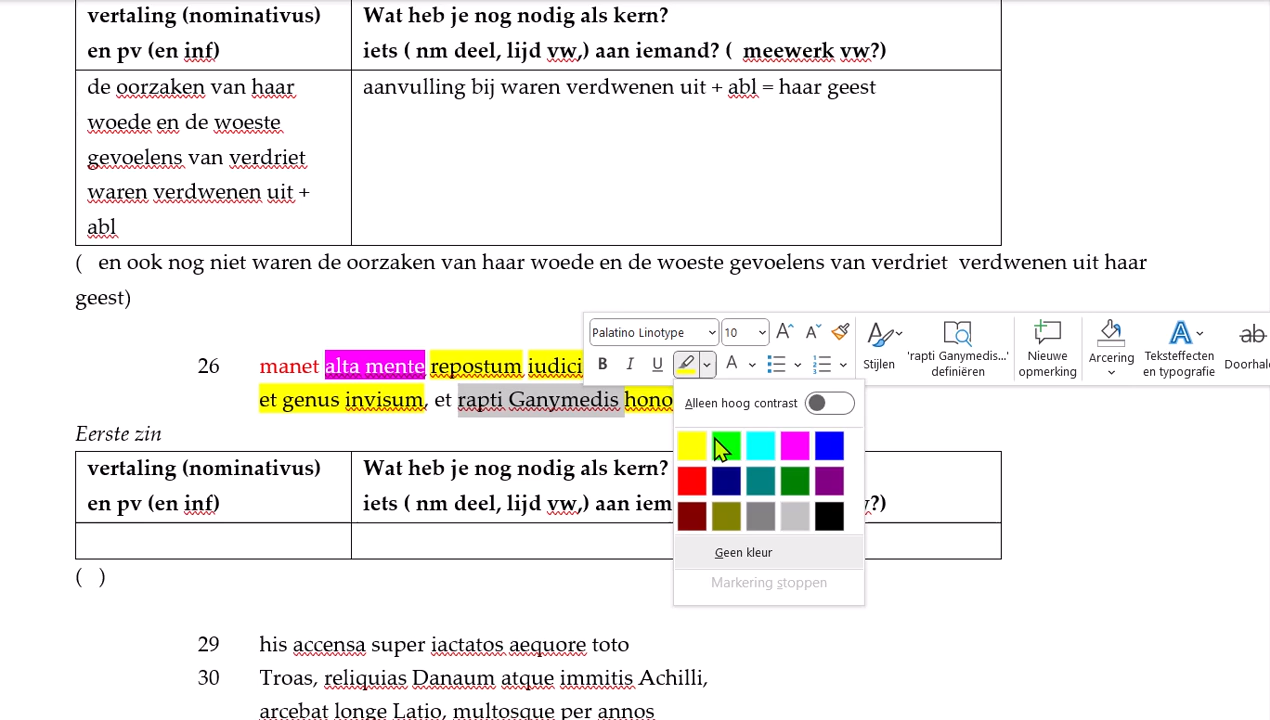 vertaling (nominativus)
en pv (en inf)
Wat heb je nog nodig als kern?
iets ( nm deel, lijd vw,) aan iemand? (  meewerk vw?)
de oorzaken van haar
woede en de woeste
gevoelens van verdriet
waren verdwenen uit +
abl
aanvulling bij waren verdwenen uit + abl = haar geest
(   en ook nog niet waren de oorzaken van haar woede en de woeste gevoelens van verdriet  verdwenen uit haar
geest)
Palatino Linotype
10
B I U
A
Stijlen
'rapti Ganymedis...'
definiëren
Nieuwe
opmerking
Arcering
Teksteffecten
en typografie
ab
Doorhal
26 manet alta mente repostum iudici
et genus invisum, et rapti Ganymedis hono
Alleen hoog contrast
Eerste zin
vertaling (nominativus)
en pv (en inf)
Wat heb je nog nodig als kern?
iets ( nm deel, lijd vw,) aan iem
?)
Geen kleur
Markering stoppen
(   )
29 his accensa super iactatos aequore toto
30 Troas, reliquias Danaum atque immitis Achilli,
arcebat longe Latio, multosque per annos